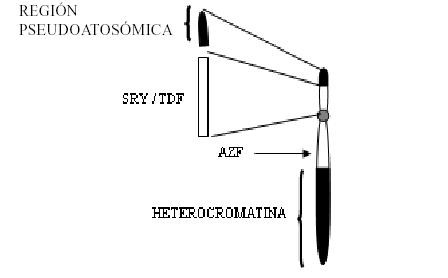 REGIÓN
PSEUDOATOSÓMICA
SRY/TDF
AZF
HETEROCROMATINA